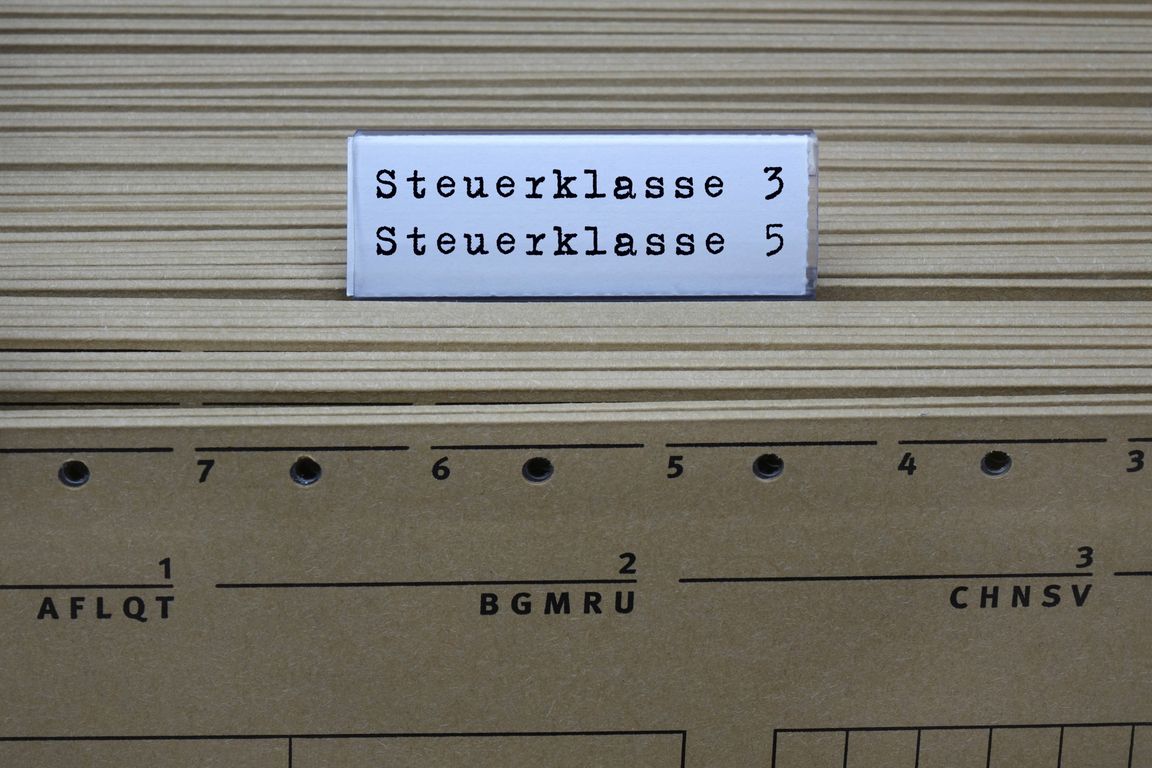 Steuerklasse 3
Steuerklasse 5
7 6 5 4 3
1 2 3
AFLQT BGMRU CHNSV